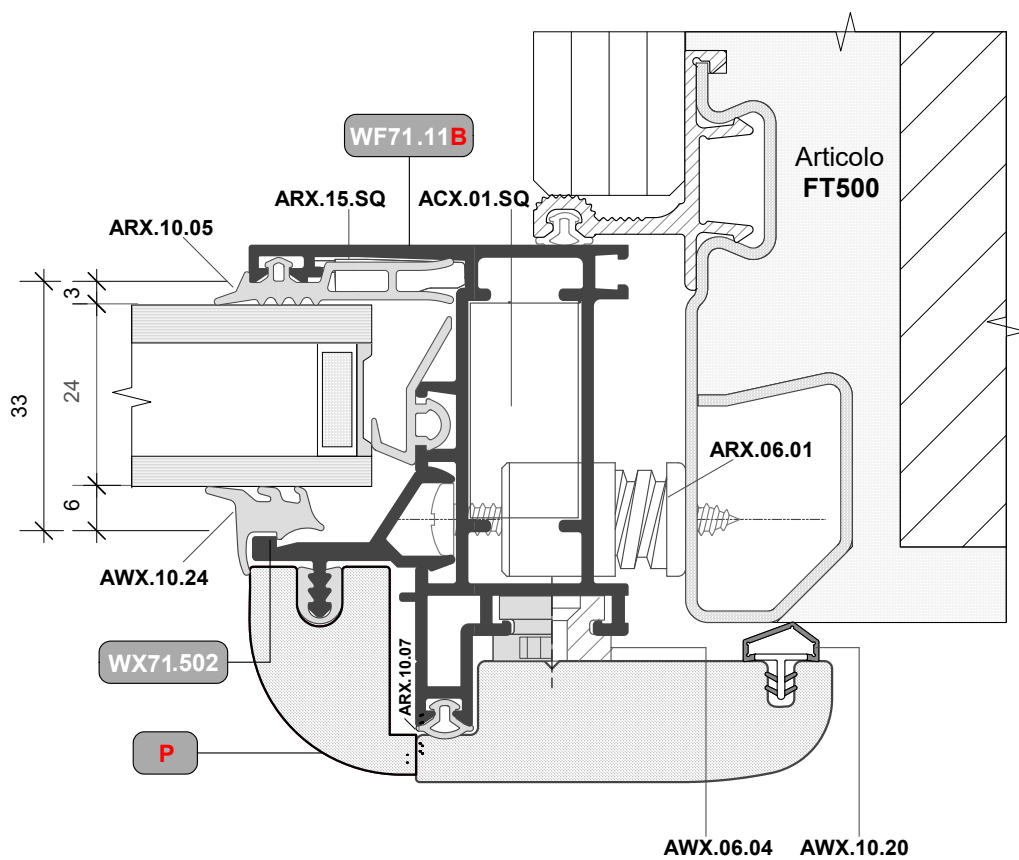 WF71.11B
Articolo
FT500
ARX.15.SQ
ACX.01.SQ
ARX.10.05
3
24
33
6
ARX.06.01
AWX.10.24
WX71.502
ARX.10.07
P
AWX.06.04
AWX.10.20